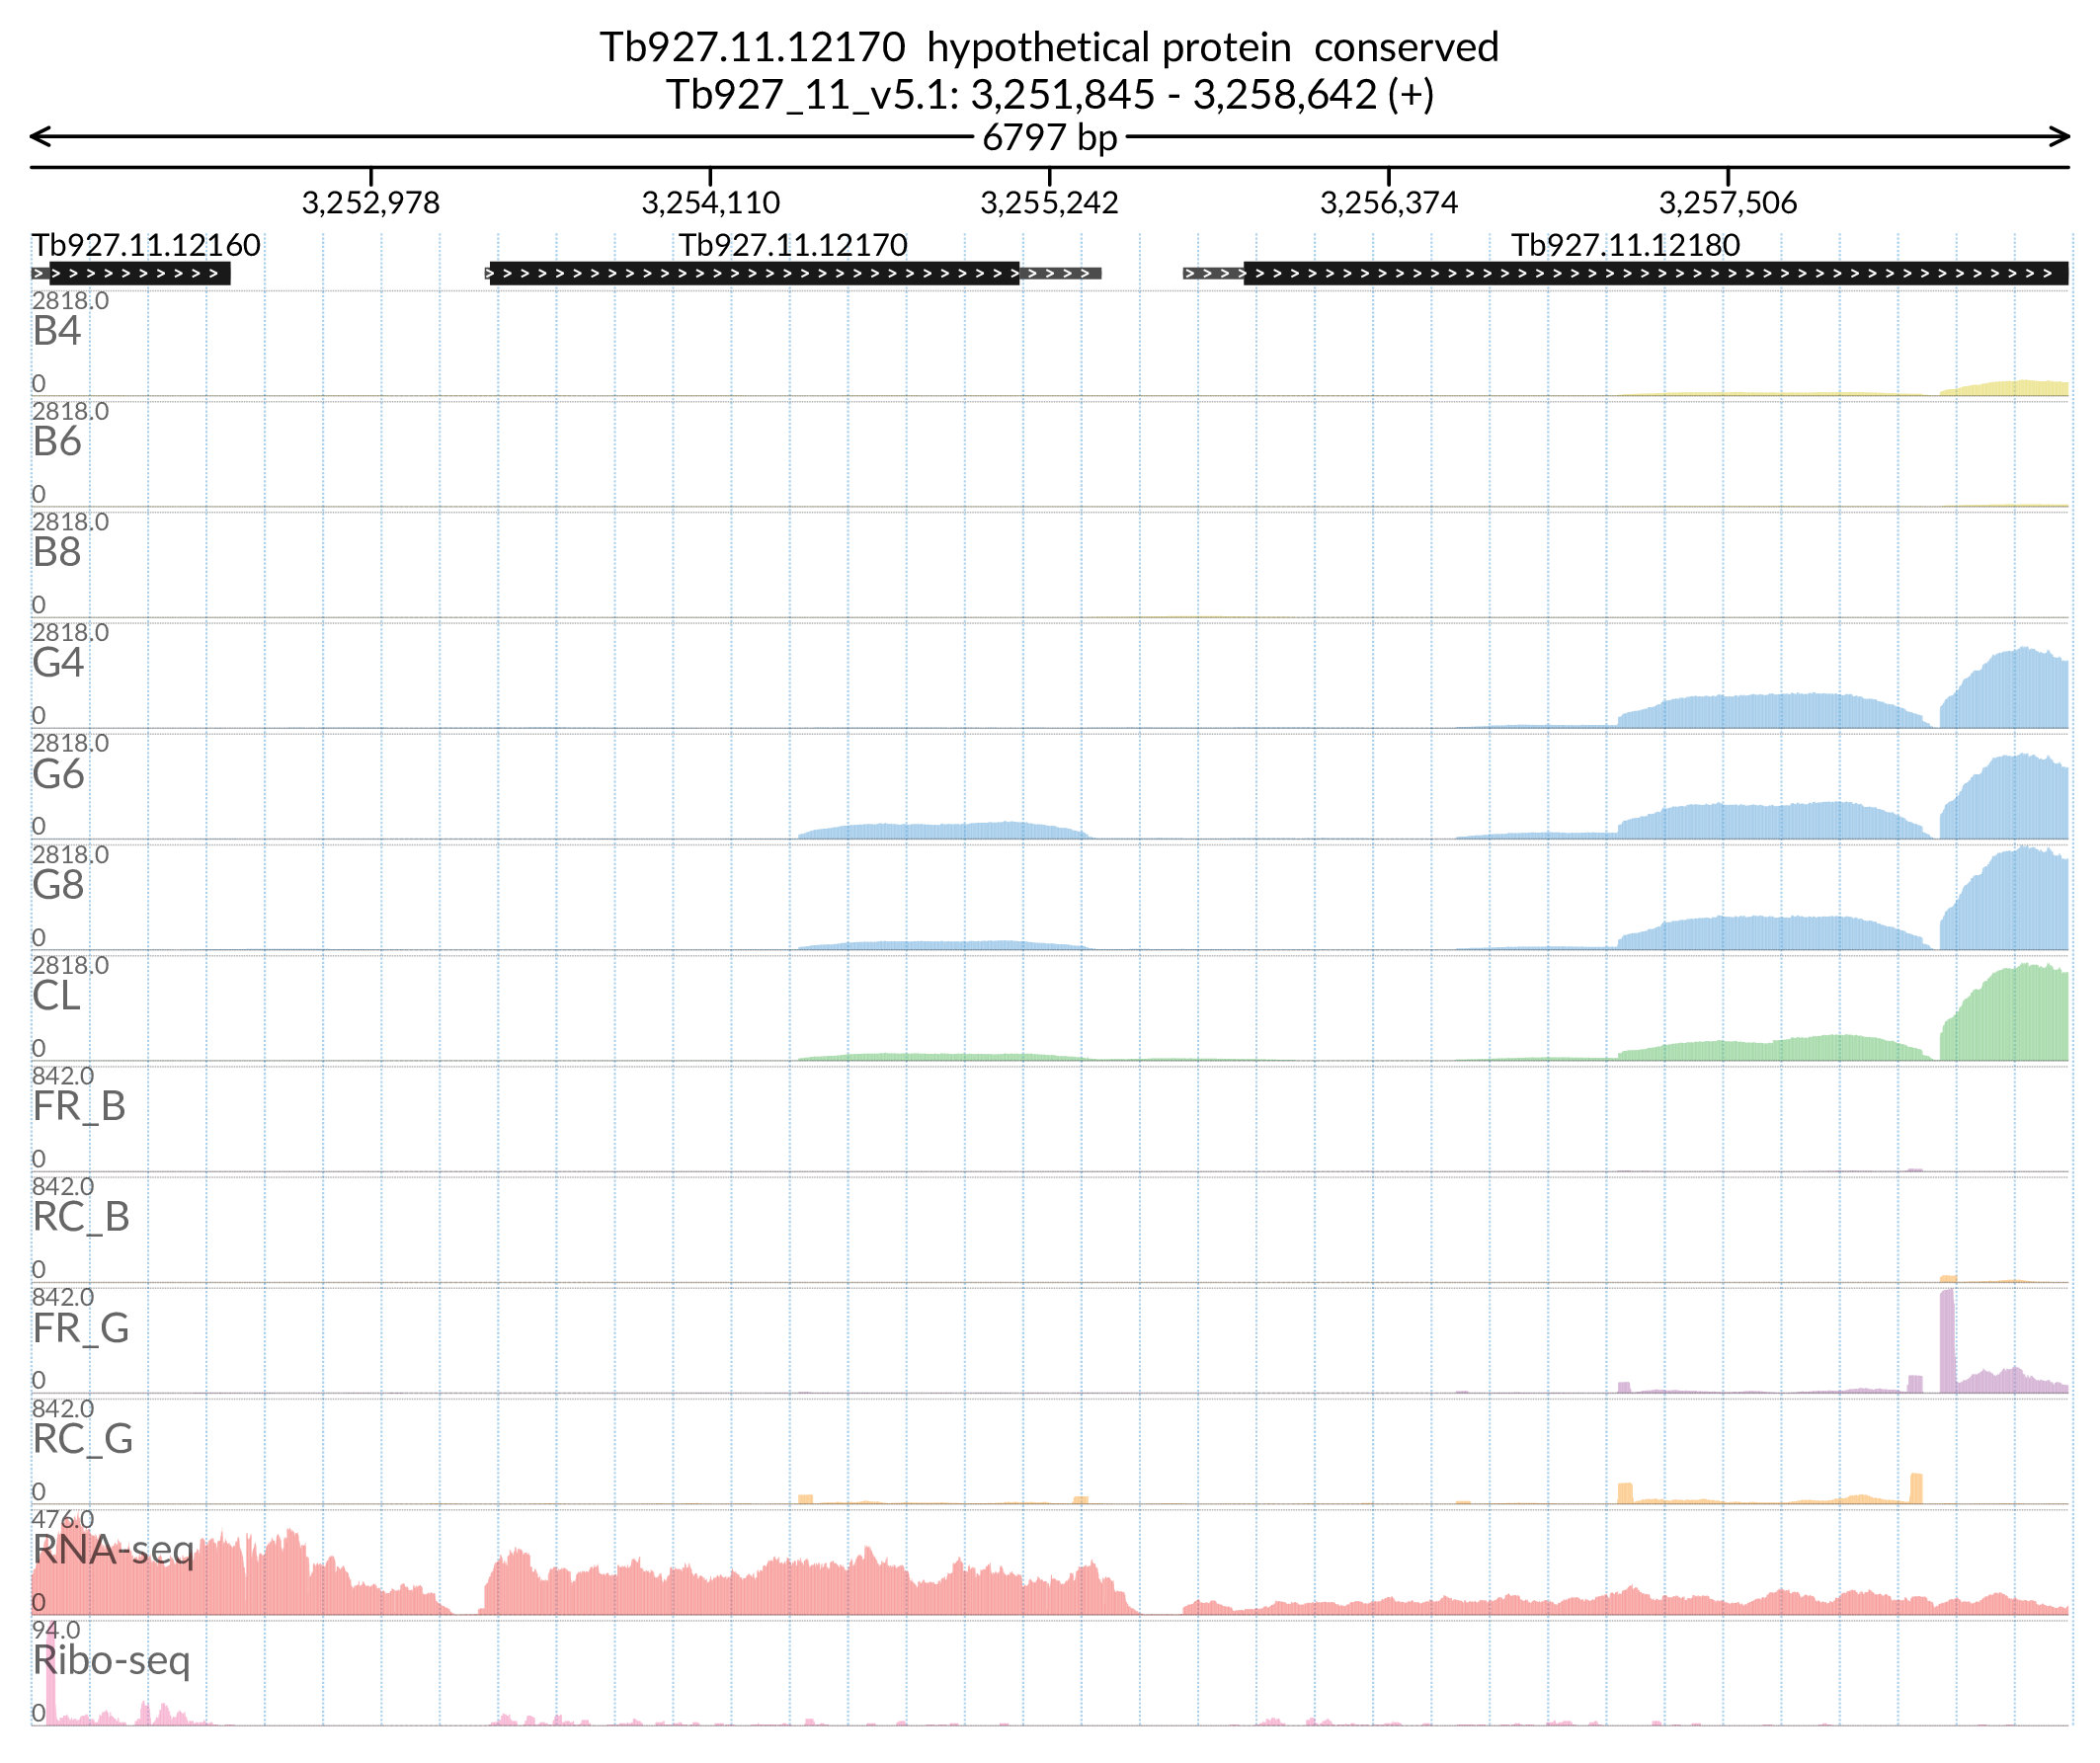 Tb927.11.12170 hypothetical protein conserved
Tb927_11_v5.1: 3,251,845 - 3,258,642 (+)
6797 bp
3,252,978 3,254,110 3,255,242 3,256,374 3,257,506
Tb927.11.12160 Tb927.11.12170 Tb927.11.12180
2818.0
B4
0
2818.0
B6
0
2818.0
B8
0
2818.0
G4
0
2818.0
G6
0
2818.0
G8
0
2818.0
CL
0
842.0
FR_B
0
842.0
RC_B
0
842.0
FR_G
0
842.0
RC_G
0
476.0
RNA-seq
0
94.0
Ribo-seq
0